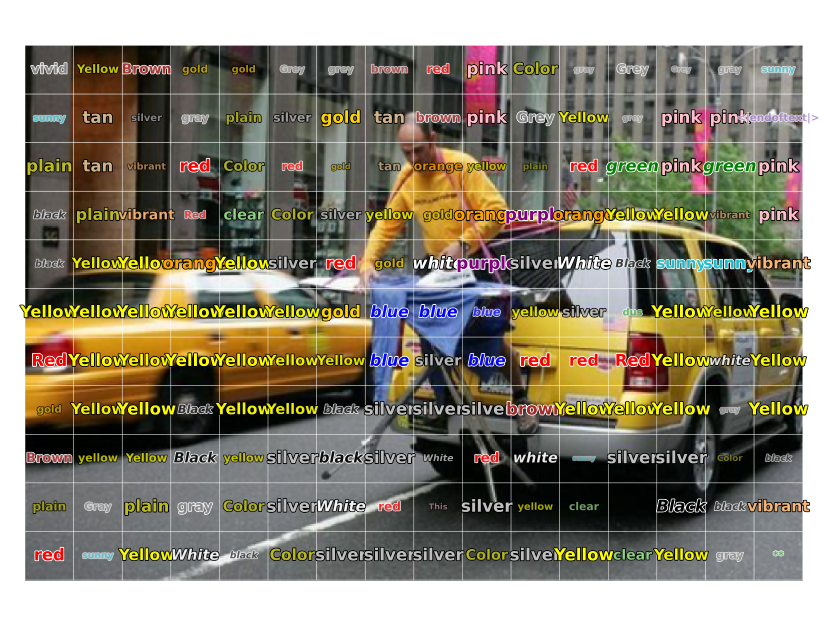 vivid Yellow Brown gold gold Grey grey brown red pink Color grey Grey Grey gray sunny
sunny tan silver gray plain silver gold tan brown pink Grey Yellow grey pink pink <|endoftext|>
plain tan vibrant red Color red gold tan orange yellow plain red green pink green pink
black plain vibrant Red clear Color silver yellow gold orange purple orange Yellow Yellow vibrant pink
black Yellow Yellow orange Yellow silver red gold white purple silver White Black sunny sunny vibrant
Yellow Yellow Yellow Yellow Yellow Yellow gold blue blue blue yellow silver dus Yellow Yellow Yellow
Red Yellow Yellow Yellow Yellow Yellow Yellow blue silver blue red red Red Yellow white Yellow
gold Yellow Yellow Black Yellow Yellow black silver silver silver brown Yellow Yellow Yellow gray Yellow
Brown yellow Yellow Black yellow silver black silver White red white silver silver Color black
plain Gray plain gray Color silver White red This silver yellow clear Black black vibrant
red sunny Yellow White black Color silver silver silver Color silver Yellow clear Yellow gray **